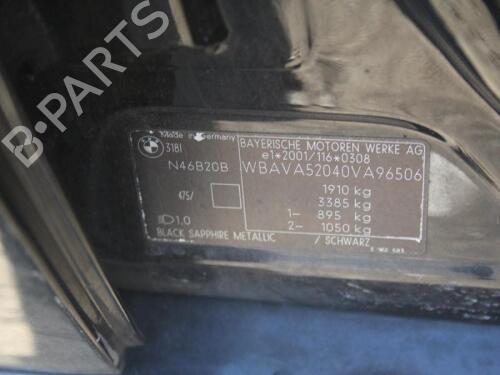 B-PARTS
Made in Germany
318I
N46B20B
475/
1,0
BLACK SAPPHIRE METALLIC
BAYERISCHE MOTOREN WERKE AG
e1*2001/116*0308
WBAVA52040VA96506
1910 kg
3385 kg
1- 895 kg
2- 1050 kg
/ SCHWARZ